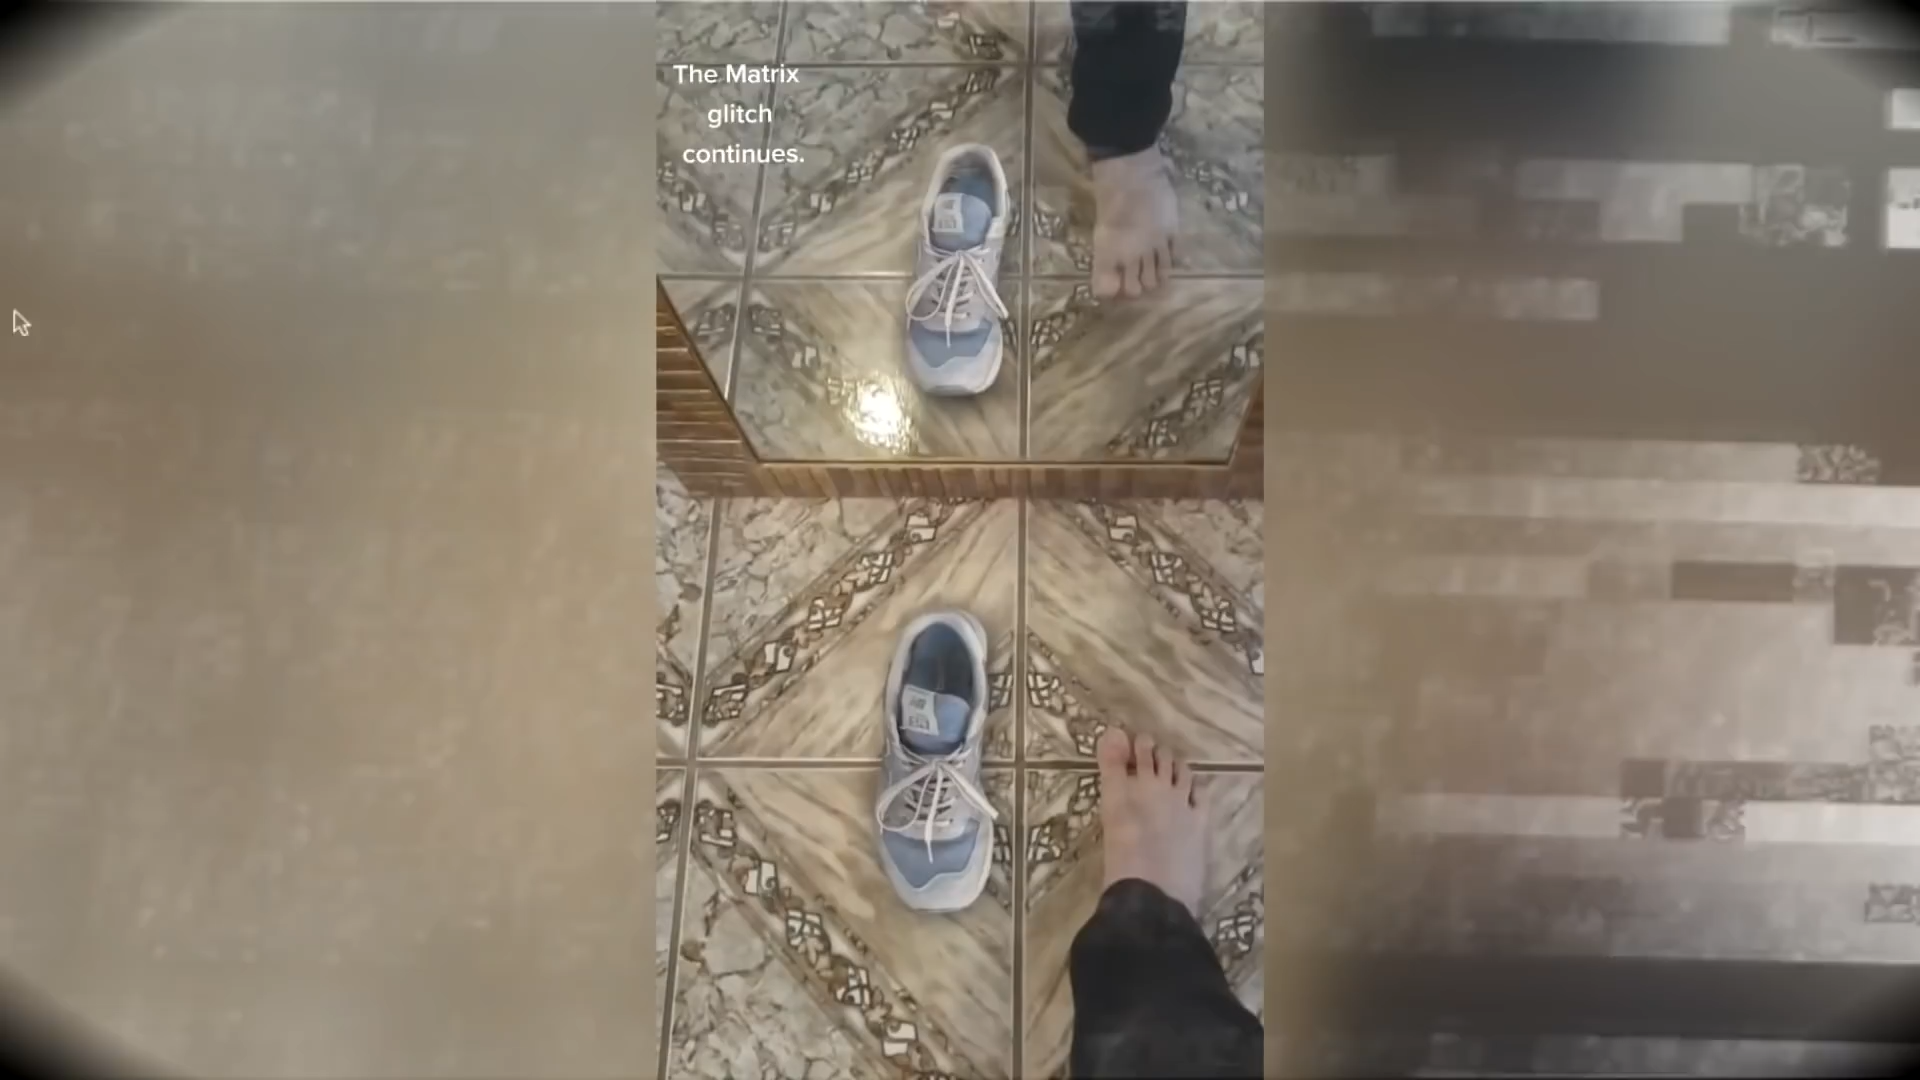 The Matrix
glitch
continues.